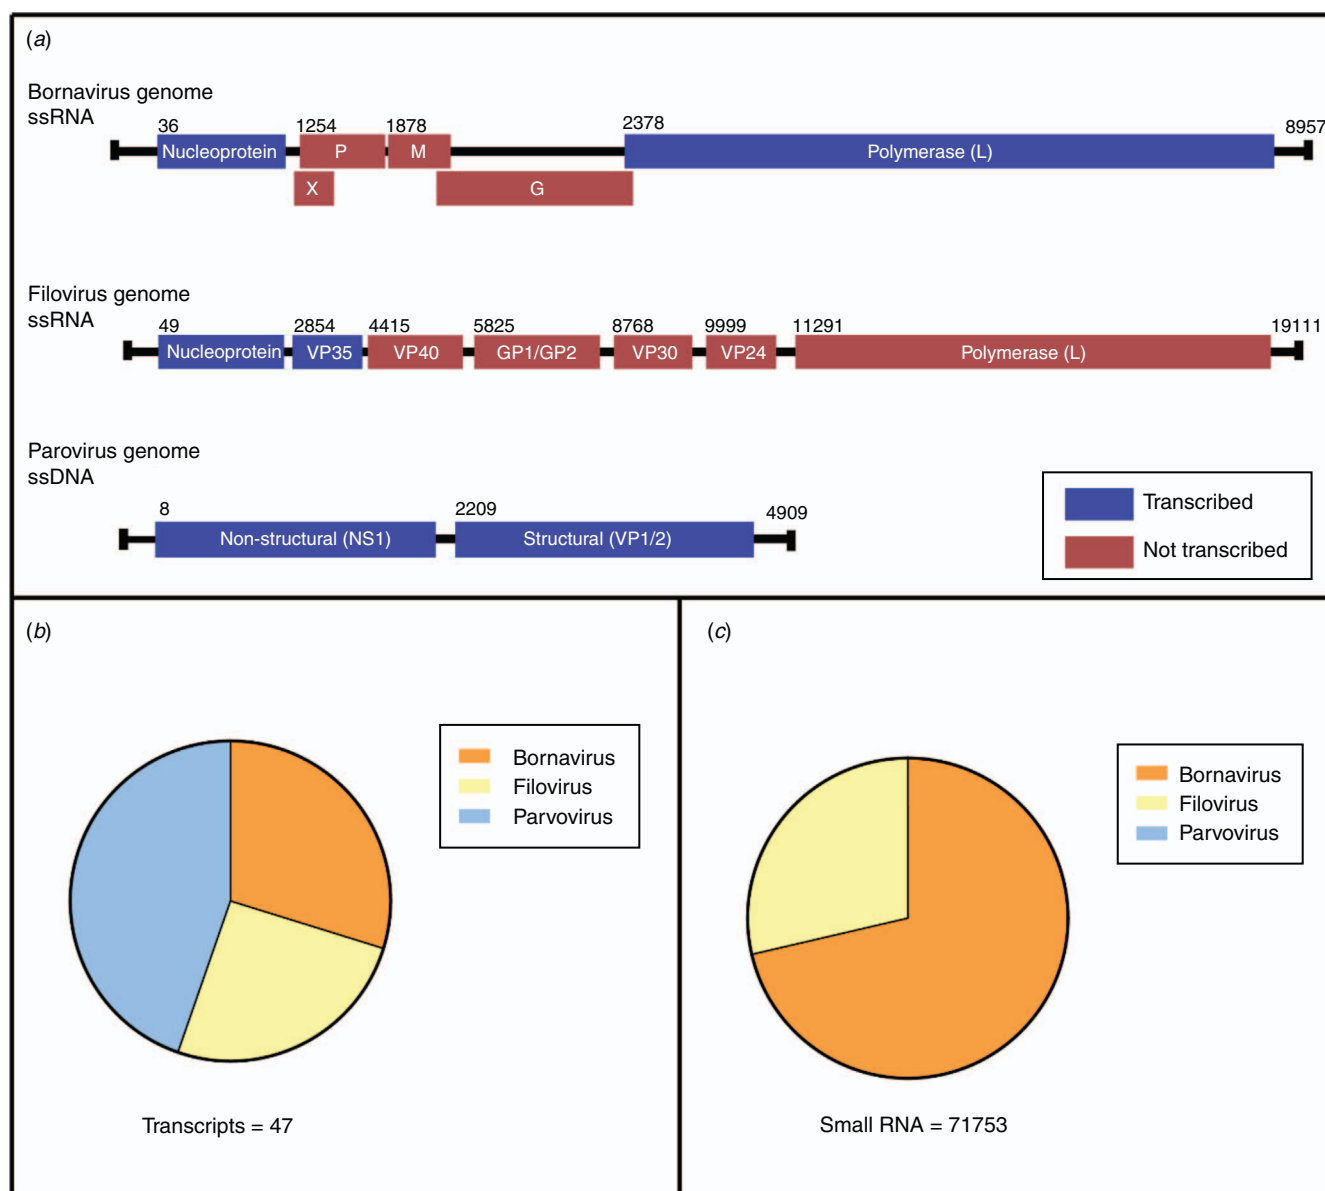 (a)
Bornavirus genome
ssRNA
36 1254 1878 2378 8957
Nucleoprotein P M Polymerase (L)
X G
Filovirus genome
ssRNA
49 2854 4415 5825 8768 9999 11291 19111
Nucleoprotein VP35 VP40 GP1/GP2 VP30 VP24 Polymerase (L)
Parovirus genome
ssDNA
8 2209 4909
Non-structural (NS1) Structural (VP1/2)
Transcribed
Not transcribed
(b)
Bornavirus
Filovirus
Parvovirus
Transcripts = 47
(c)
Bornavirus
Filovirus
Parvovirus
Small RNA = 71753